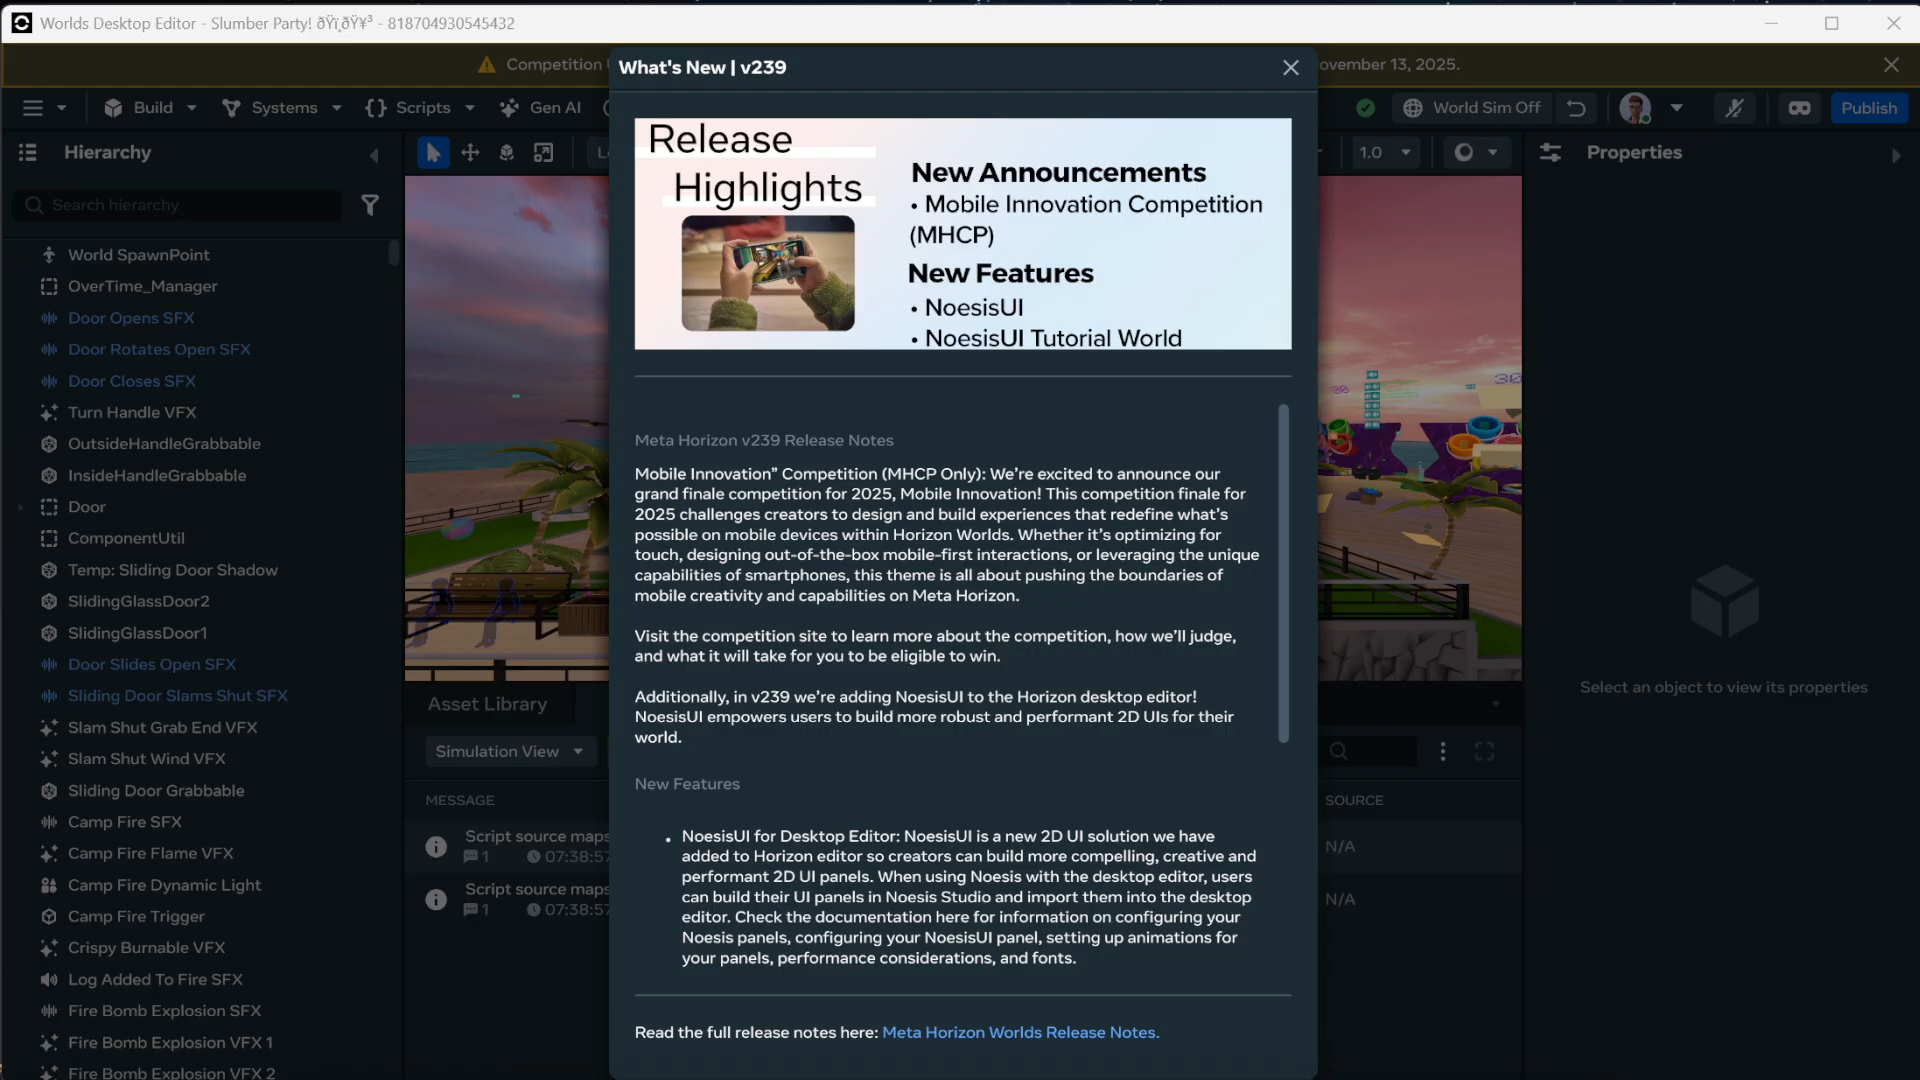 Worlds Desktop Editor - Slumber Party! ðŸï¸ðŸ¥³ - 818704930545432
Competition
ovember 13, 2025.
Build
Systems
Scripts
Gen AI
World Sim Off
Publish
Hierarchy
1.0
Properties
Search hierarchy
World SpawnPoint
OverTime_Manager
Door Opens SFX
Door Rotates Open SFX
Door Closes SFX
Turn Handle VFX
OutsideHandleGrabbable
InsideHandleGrabbable
Door
ComponentUtil
Temp: Sliding Door Shadow
SlidingGlassDoor2
SlidingGlassDoor1
Door Slides Open SFX
Sliding Door Slams Shut SFX
Slam Shut Grab End VFX
Slam Shut Wind VFX
Sliding Door Grabbable
Camp Fire SFX
Camp Fire Flame VFX
Camp Fire Dynamic Light
Camp Fire Trigger
Crispy Burnable VFX
Log Added To Fire SFX
Fire Bomb Explosion SFX
Fire Bomb Explosion VFX 1
Fire Bomb Explosion VFX 2
Asset Library
Simulation View
MESSAGE
Script source maps
1 07:38:57
Script source maps
1 07:38:57
What's New | v239
Release
Highlights
New Announcements
• Mobile Innovation Competition
(MHCP)
New Features
• NoesisUI
• NoesisUI Tutorial World
Meta Horizon v239 Release Notes
Mobile Innovation” Competition (MHCP Only): We’re excited to announce our
grand finale competition for 2025, Mobile Innovation! This competition finale for
2025 challenges creators to design and build experiences that redefine what’s
possible on mobile devices within Horizon Worlds. Whether it’s optimizing for
touch, designing out-of-the-box mobile-first interactions, or leveraging the unique
capabilities of smartphones, this theme is all about pushing the boundaries of
mobile creativity and capabilities on Meta Horizon.
Visit the competition site to learn more about the competition, how we’ll judge,
and what it will take for you to be eligible to win.
Additionally, in v239 we’re adding NoesisUI to the Horizon desktop editor!
NoesisUI empowers users to build more robust and performant 2D UIs for their
world.
New Features
• NoesisUI for Desktop Editor: NoesisUI is a new 2D UI solution we have
added to Horizon editor so creators can build more compelling, creative and
performant 2D UI panels. When using Noesis with the desktop editor, users
can build their UI panels in Noesis Studio and import them into the desktop
editor. Check the documentation here for information on configuring your
Noesis panels, configuring your NoesisUI panel, setting up animations for
your panels, performance considerations, and fonts.
Read the full release notes here: Meta Horizon Worlds Release Notes.
SOURCE
N/A
N/A
Select an object to view its properties